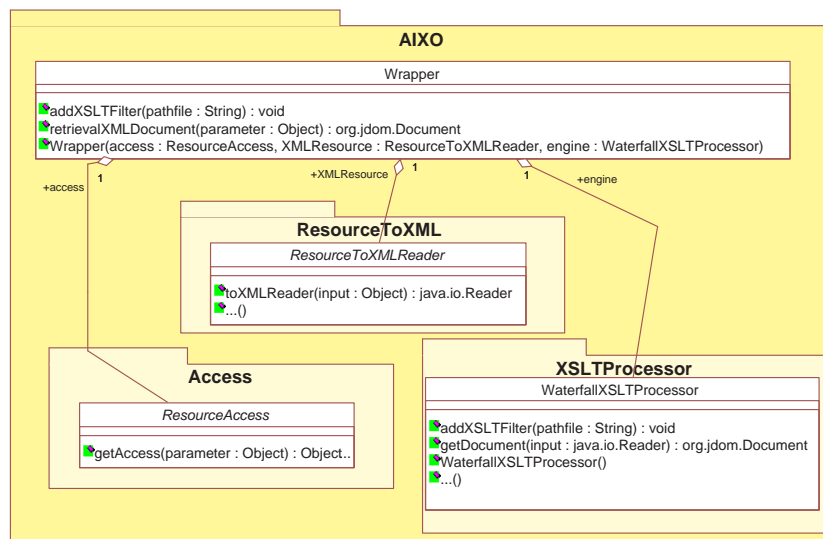 AIXO
Wrapper
addXSLTFilter(pathfile : String) : void
retrievalXMLDocument(parameter : Object) : org.jdom.Document
Wrapper(access : ResourceAccess, XMLResource : ResourceToXMLReader, engine : WaterfallXSLTProcessor)
+access
1
+XMLResource
1
1
+engine
ResourceToXML
ResourceToXMLReader
toXMLReader(input : Object) : java.io.Reader
...()
Access
ResourceAccess
getAccess(parameter : Object) : Object..
XSLTProcessor
WaterfallXSLTProcessor
addXSLTFilter(pathfile : String) : void
getDocument(input : java.io.Reader) : org.jdom.Document
WaterfallXSLTProcessor()
...()